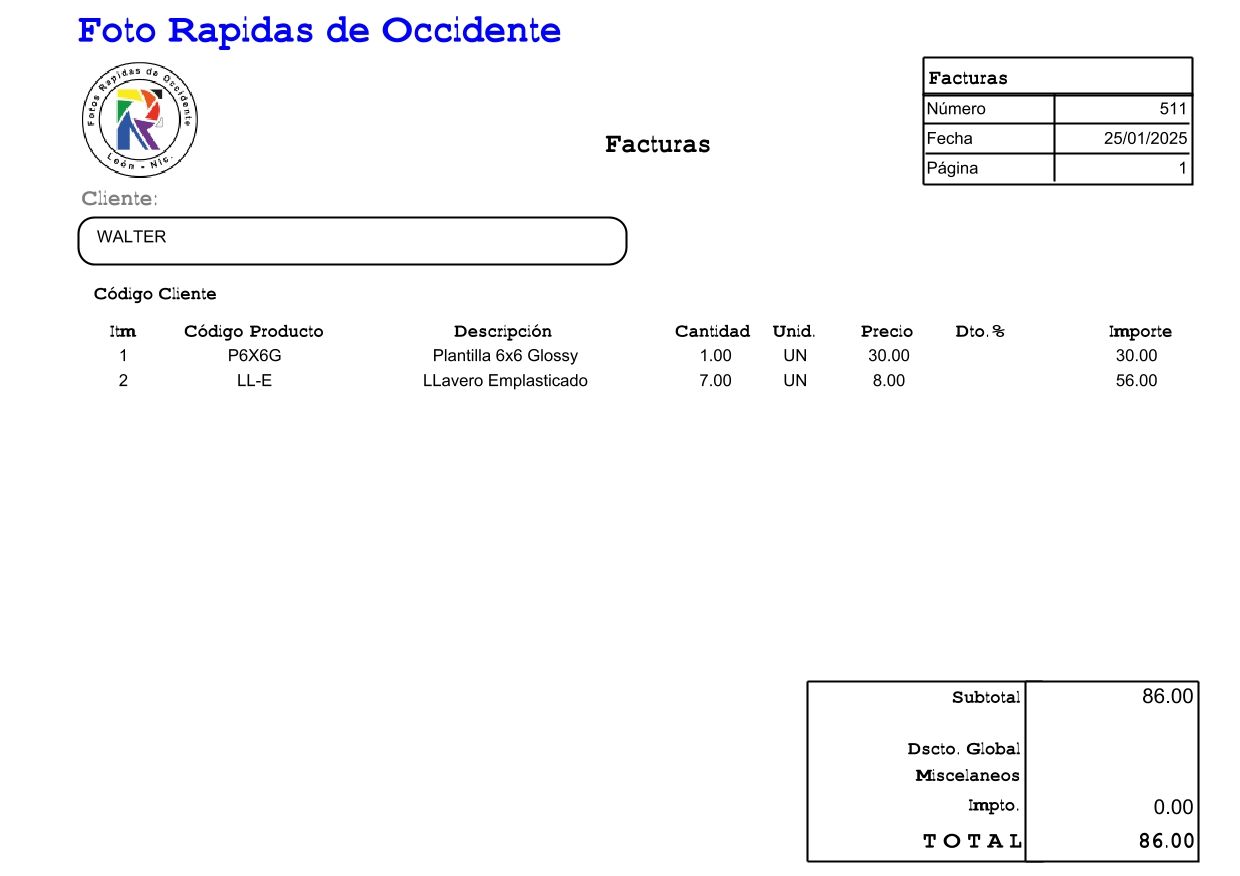 Foto Rapidas de Occidente
Fotos Rapidas de Occidente
León - Nic.
Facturas
Facturas
Número 511
Fecha 25/01/2025
Página 1
Cliente:
WALTER
Código Cliente
Itm Código Producto Descripción Cantidad Unid. Precio Dto.% Importe
1 P6X6G Plantilla 6x6 Glossy 1.00 UN 30.00 30.00
2 LL-E LLavero Emplasticado 7.00 UN 8.00 56.00
Subtotal 86.00
Dscto. Global
Miscelaneos
Impto. 0.00
TOTAL 86.00